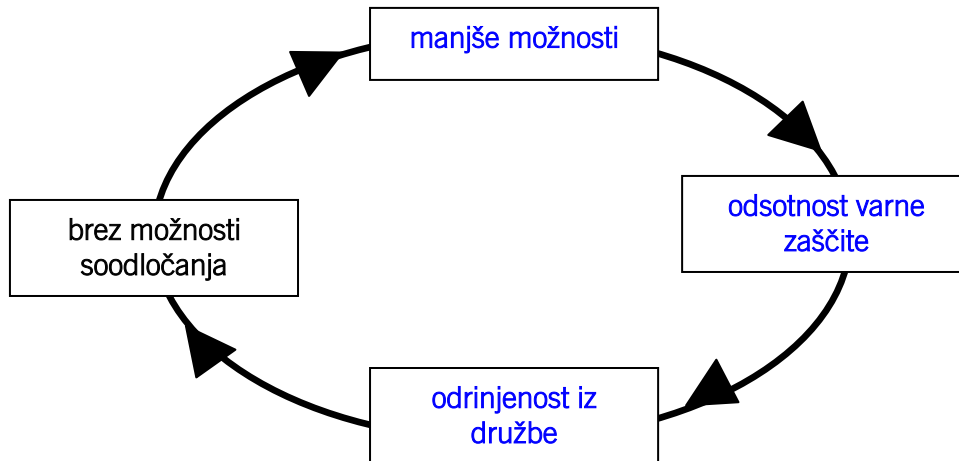 manjše možnosti
odsotnost varne
zaščite
brez možnosti
soodločanja
odrinjenost iz
družbe